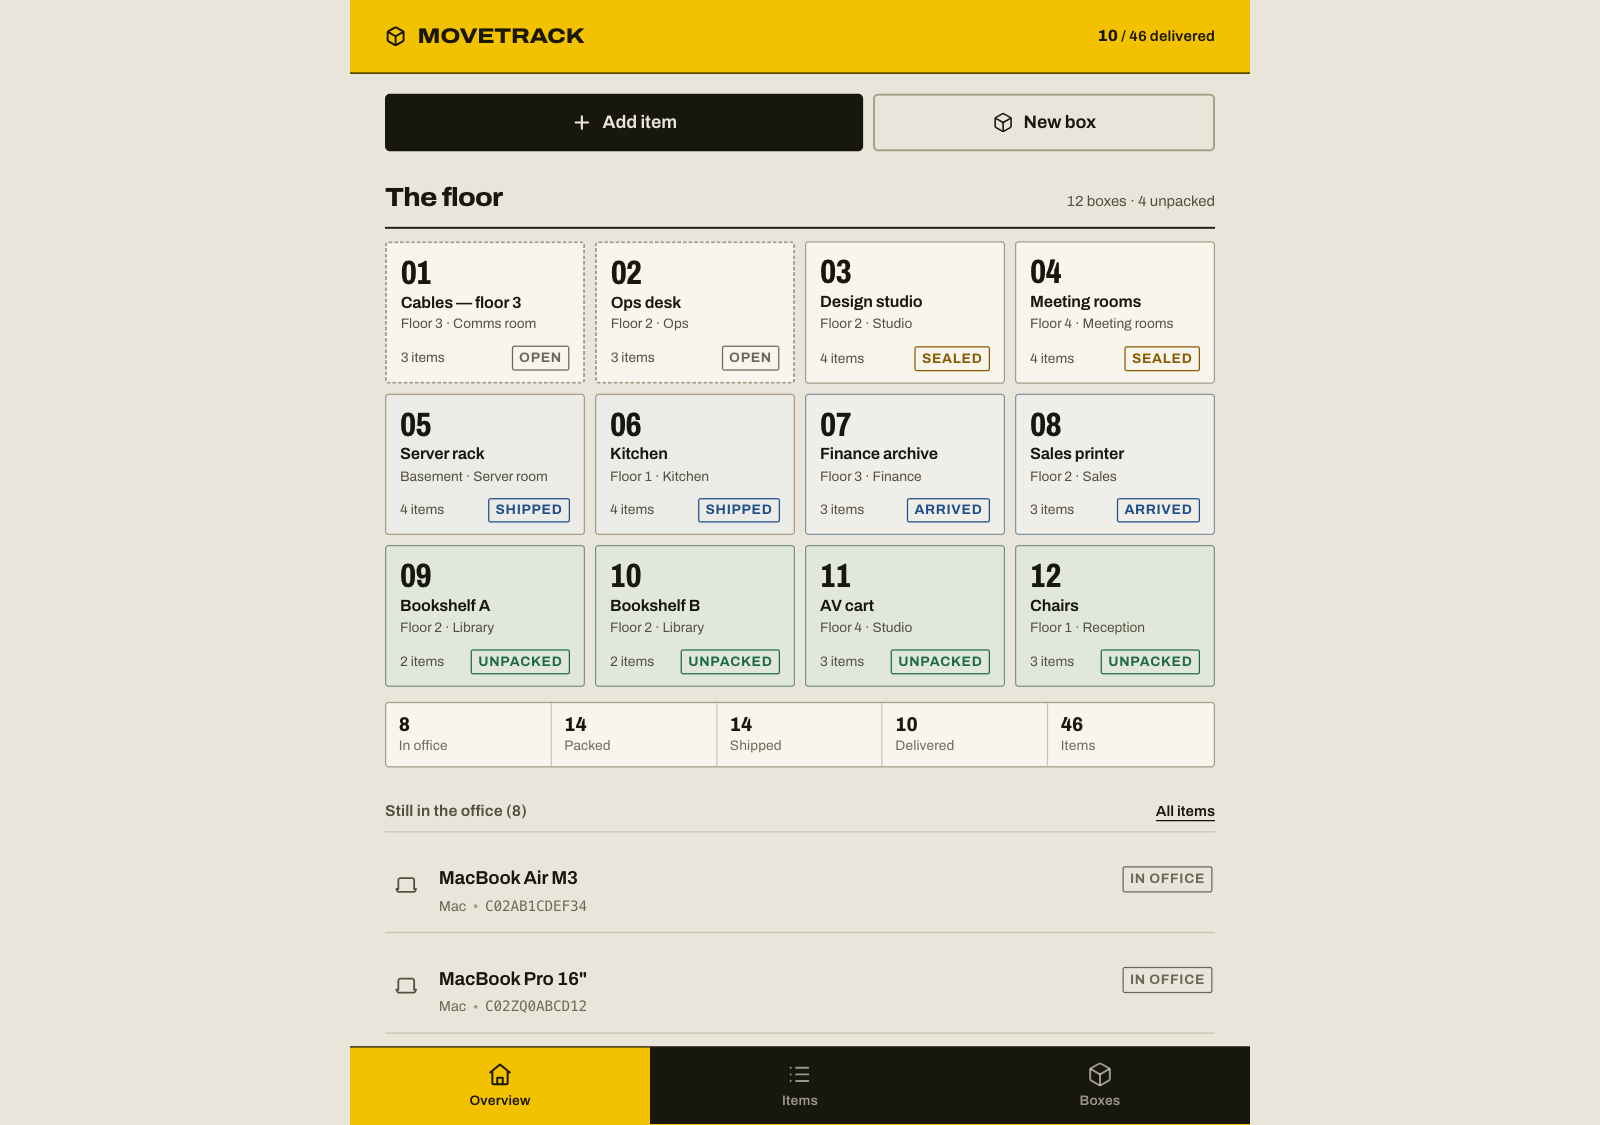 MOVETRACK
10 / 46 delivered
Add item
New box
The floor
12 boxes · 4 unpacked
01
Cables — floor 3
Floor 3 · Comms room
3 items
OPEN
02
Ops desk
Floor 2 · Ops
3 items
OPEN
03
Design studio
Floor 2 · Studio
4 items
SEALED
04
Meeting rooms
Floor 4 · Meeting rooms
4 items
SEALED
05
Server rack
Basement · Server room
4 items
SHIPPED
06
Kitchen
Floor 1 · Kitchen
4 items
SHIPPED
07
Finance archive
Floor 3 · Finance
3 items
ARRIVED
08
Sales printer
Floor 2 · Sales
3 items
ARRIVED
09
Bookshelf A
Floor 2 · Library
2 items
UNPACKED
10
Bookshelf B
Floor 2 · Library
2 items
UNPACKED
11
AV cart
Floor 4 · Studio
3 items
UNPACKED
12
Chairs
Floor 1 · Reception
3 items
UNPACKED
8
In office
14
Packed
14
Shipped
10
Delivered
46
Items
Still in the office (8)
All items
MacBook Air M3
Mac • C02AB1CDEF34
IN OFFICE
MacBook Pro 16"
Mac • C02ZQ0ABCD12
IN OFFICE
Overview
Items
Boxes